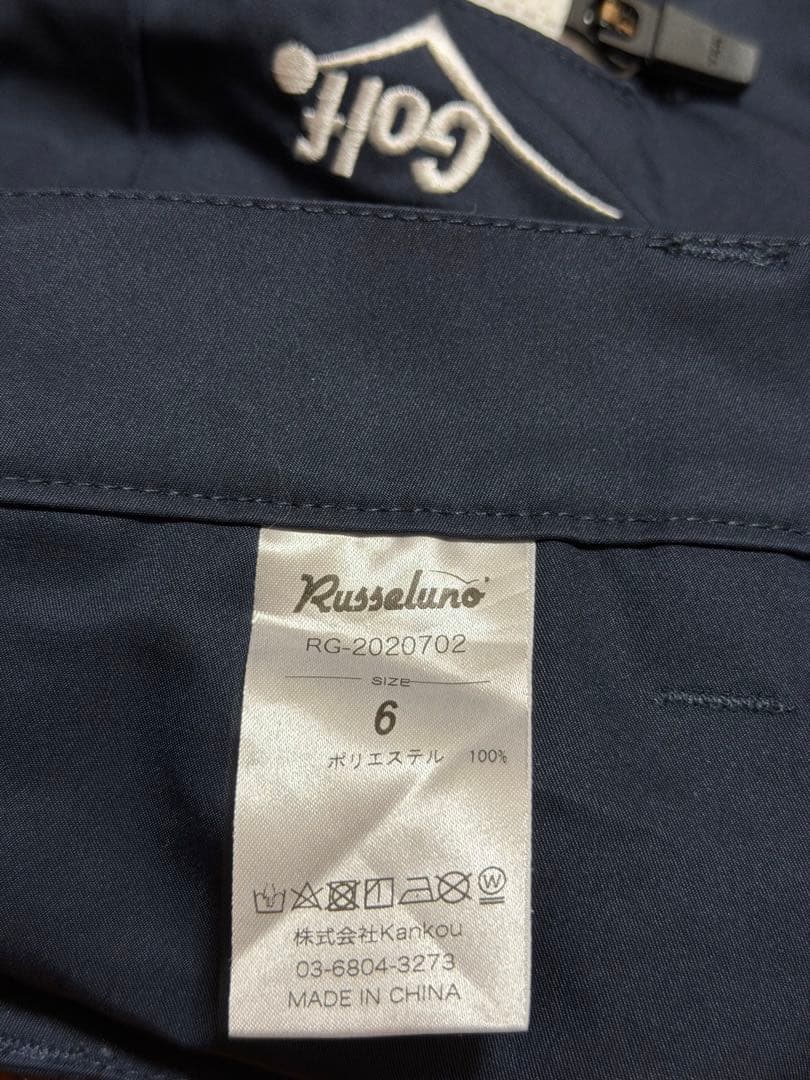 Golf
Russeluno
RG-2020702
SIZE
6
ポリエステル 100%
W
株式会社Kankou
03-6804-3273
MADE IN CHINA